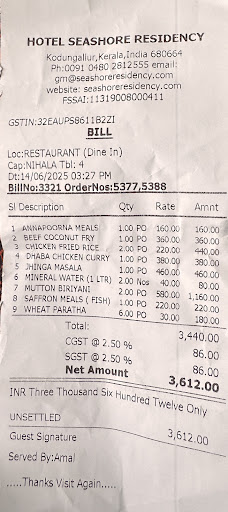 HOTEL SEASHORE RESIDENCY
Kodungallur,Kerala,India 680664
Ph:0091 0480 2812555 email:
gm@seashoreresidency.com
website: seashoreresidency.com
FSSAI:11319008000411
GSTIN:32EAUPS8611B2ZI
BILL
Loc:RESTAURANT (Dine In)
Cap:NIHALA Tbl: 4
Dt:14/06/2025 03:27 PM
BillNo:3321 OrderNos:5377,5388
Sl Description Qty Rate Amnt
1 ANNAPOORNA MEALS 1.00 PO 160.00 160.00
2 BEEF COCONUT FRY 1.00 PO 360.00 360.00
3 CHICKEN FRIED RICE 2.00 PO 220.00 440.00
4 DHABA CHICKEN CURRY 1.00 PO 380.00 380.00
5 JHINGA MASALA 1.00 PO 460.00 460.00
6 MINERAL WATER (1 LTR) 2.00 Nos 40.00 80.00
7 MUTTON BIRIYANI 2.00 PO 580.00 1,160.00
8 SAFFRON MEALS ( FISH) 1.00 PO 220.00 220.00
9 WHEAT PARATHA 6.00 PO 30.00 180.00
Total: 3,440.00
CGST @ 2.50 % 86.00
SGST @ 2.50 % 86.00
Net Amount 3,612.00
INR Three Thousand Six Hundred Twelve Only
UNSETTLED 3,612.00
Guest Signature
Served By:Amal
.....Thanks Visit Again.....